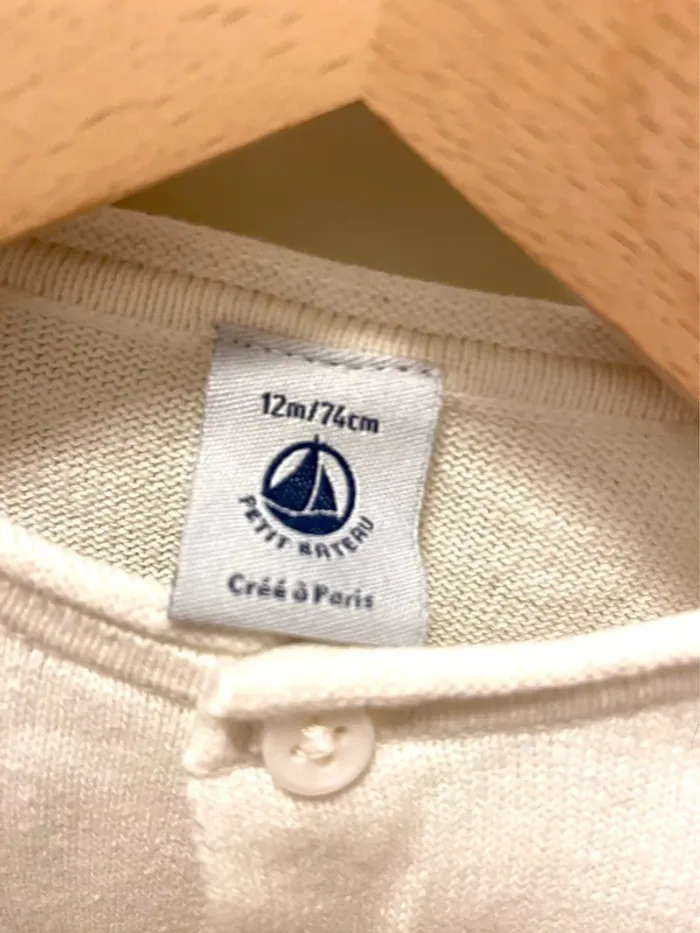 12m/74cm
PETIT BATEAU
Créé à Paris